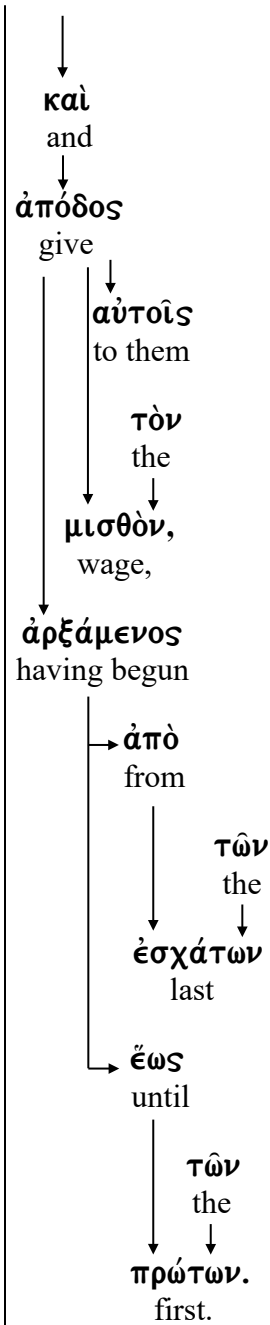 καὶ
and
ἀπόδος
give
αὐτοῖς
to them
τὸν
the
μισθὸν,
wage,
ἀρξάμενος
having begun
ἀπὸ
from
τῶν
the
ἐσχάτων
last
ἕως
until
τῶν
the
πρώτων.
first.